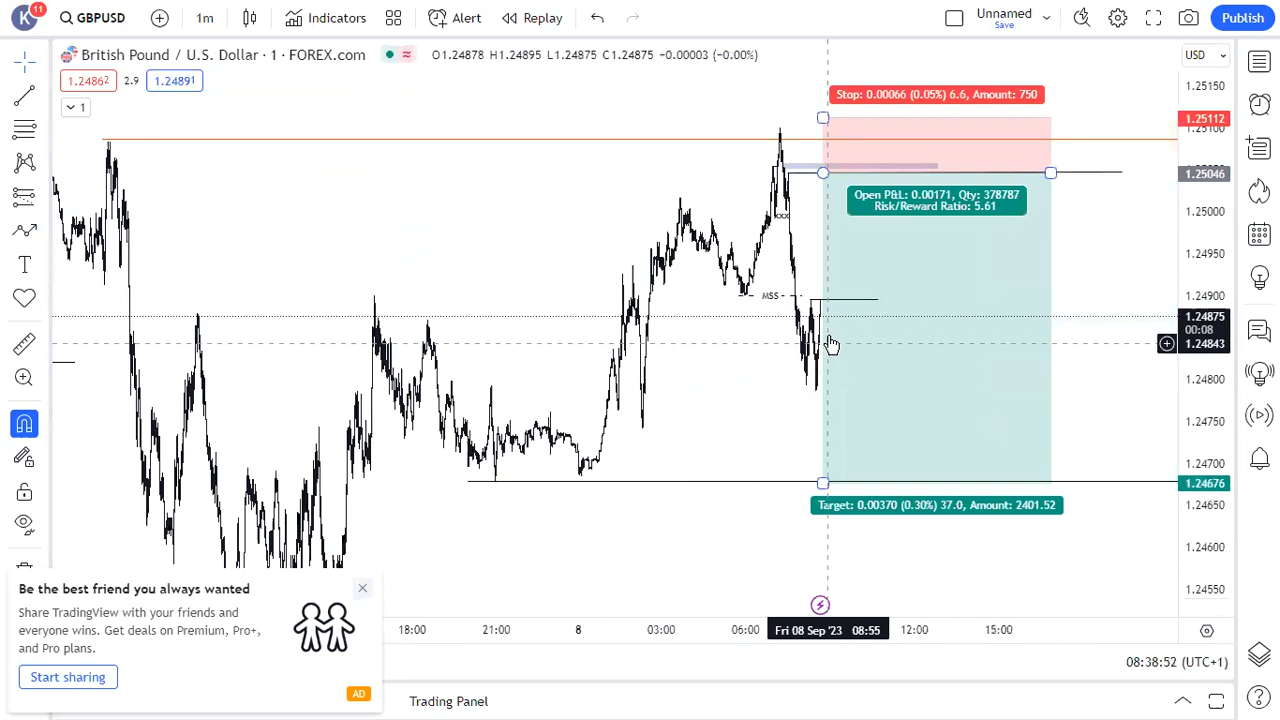 K
11
GBPUSD
1m
Indicators
Alert
Replay
Unnamed
Save
Publish
British Pound / U.S. Dollar · 1 · FOREX.com
O1.24878 H1.24895 L1.24875 C1.24875 +0.00003 (−0.00%)
USD
1.24862
2.9
1.24891
1
Stop: 0.00066 (0.05%) 6.6, Amount: 750
Open P&L: 0.00171, Qty: 378787
Risk/Reward Ratio: 5.61
XXX
MSS
Target: 0.00370 (0.30%) 37.0, Amount: 2401.52
1.25150
1.25112
1.25100
1.25046
1.25000
1.24950
1.24900
1.24875
00:08
1.24843
1.24800
1.24750
1.24700
1.24676
1.24650
1.24600
1.24550
Be the best friend you always wanted
Share TradingView with your friends and
everyone wins. Get deals on Premium, Pro+,
and Pro plans.
Start sharing
AD
18:00
21:00
8
03:00
06:00
Fri 08 Sep '23 08:55
12:00
15:00
08:38:52 (UTC+1)
Trading Panel